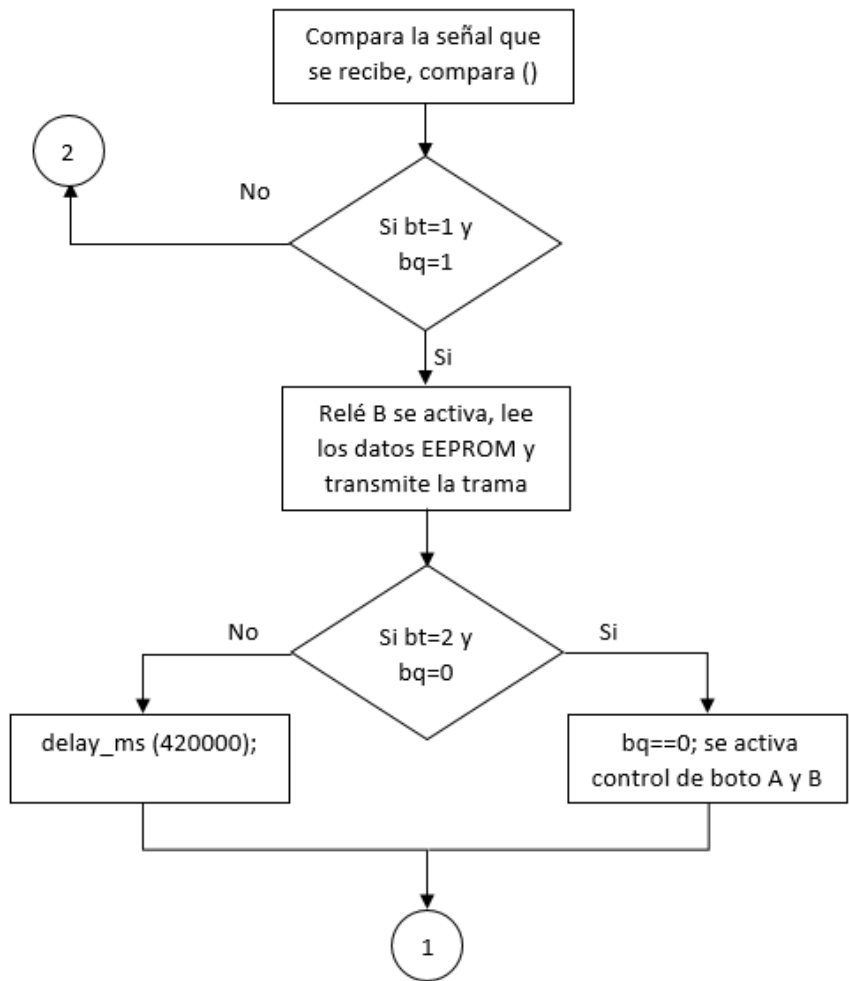 Compara la señal que
se recibe, compara ()
2
No
Si bt=1 y
bq=1
Si
Relé B se activa, lee
los datos EEPROM y
transmite la trama
No
Si bt=2 y
bq=0
Si
delay_ms (420000);
bq==0; se activa
control de boto A y B
1